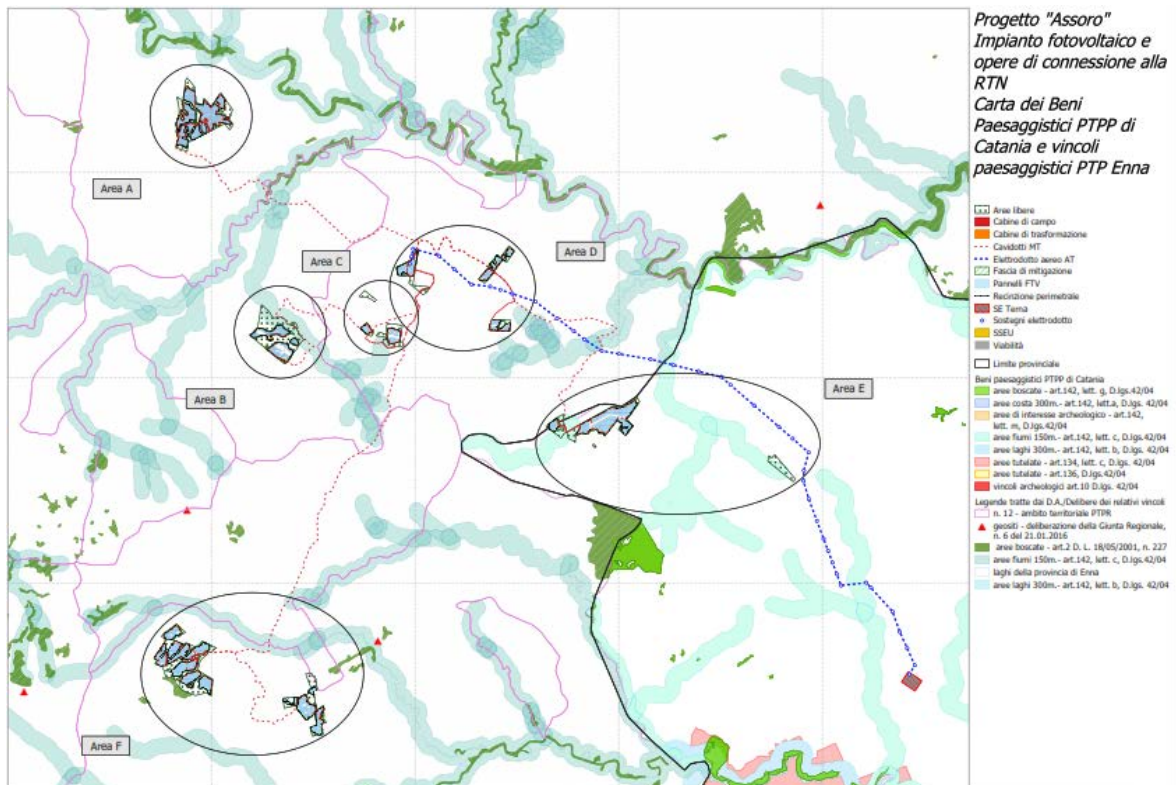 Progetto "Assoro"
Impianto fotovoltaico e
opere di connessione alla
RTN
Carta dei Beni
Paesaggistici PTPP di
Catania e vincoli
paesaggistici PTP Enna
Aree libere
Cabine di campo
Cabine di trasformazione
Cavidotti MT
Elettrodotto aereo AT
Fascia di mitigazione
Pannelli FTV
Recinzione perimetrale
SE Terna
Sostegni elettrodotto
SSEU
Viabilità
Limite provinciale
Beni paesaggistici PTPP di Catania
aree boscate - art.142, lett. g, D.lgs.42/04
aree costa 300m.- art.142, lett.a, D.lgs. 42/04
aree di interesse archeologico - art.142,
lett. m, D.lgs.42/04
aree fiumi 150m.- art.142, lett. c, D.lgs.42/04
aree laghi 300m.- art.142, lett. b, D.lgs. 42/04
aree tutelate - art.134, lett. c, D.lgs. 42/04
aree tutelate - art.136, D.lgs.42/04
vincoli archeologici art.10 D.lgs. 42/04
Legende tratte dai D.A./Delibere dei relativi vincoli
n. 12 - ambito territoriale PTPR
geositi - deliberazione della Giunta Regionale,
n. 6 del 21.01.2016
aree boscate - art.2 D. L. 18/05/2001, n. 227
aree fiumi 150m.- art.142, lett. c, D.lgs.42/04
laghi della provincia di Enna
aree laghi 300m.- art.142, lett. b, D.lgs. 42/04
Area A
Area C
Area D
Area B
Area E
Area F